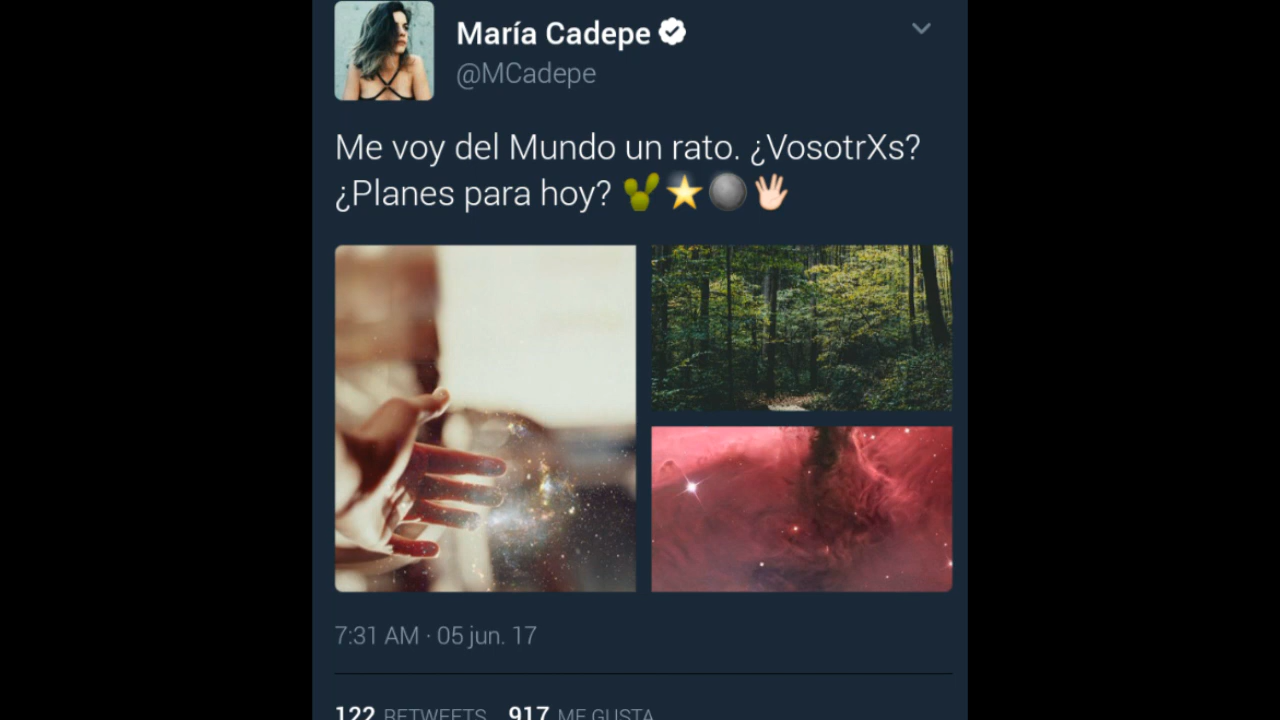 María Cadepe
@MCadepe
Me voy del Mundo un rato. ¿VosotrXs?
¿Planes para hoy? 🌵⭐🌑🖖🏻
7:31 AM · 05 jun. 17
122 RETWEETS 917 ME GUSTA